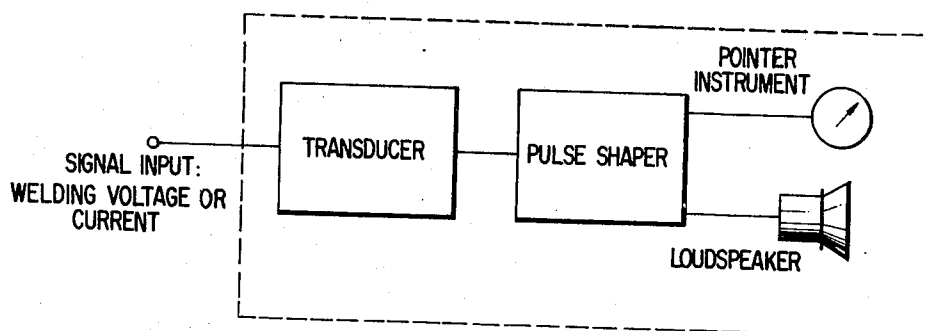 POINTER
INSTRUMENT
TRANSDUCER
PULSE SHAPER
SIGNAL INPUT:
WELDING VOLTAGE OR
CURRENT
LOUDSPEAKER